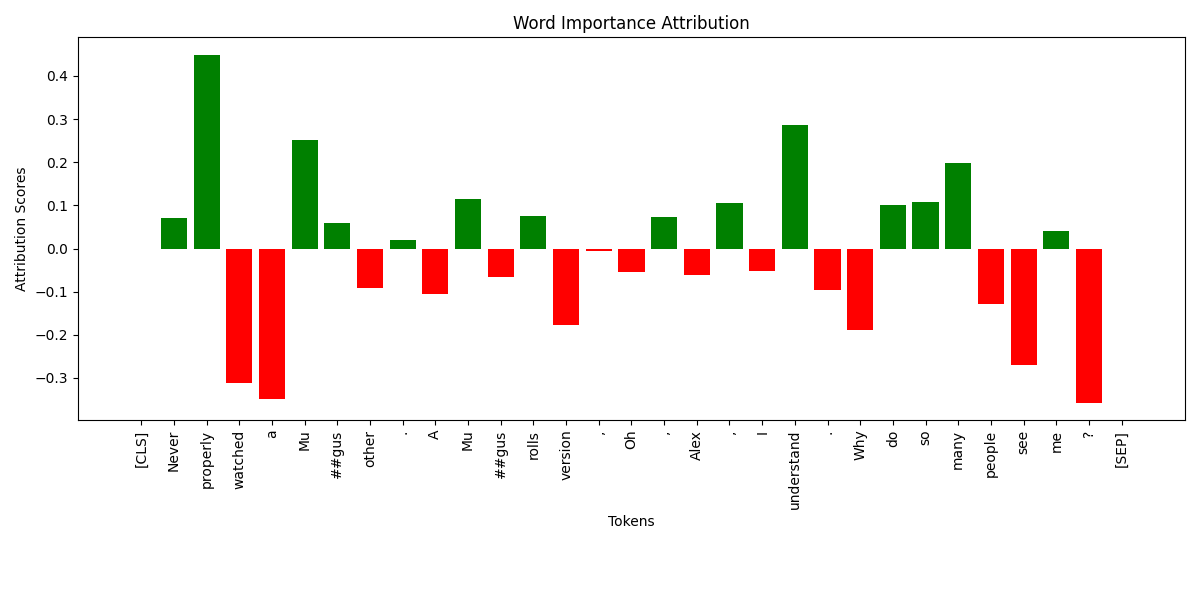 Word Importance Attribution
Attribution Scores
0.4
0.3
0.2
0.1
0.0
−0.1
−0.2
−0.3
[CLS]
Never
properly
watched
a
Mu
##gus
other
.
A
Mu
##gus
rolls
version
,
Oh
,
Alex
,
I
understand
.
Why
do
so
many
people
see
me
?
[SEP]
Tokens